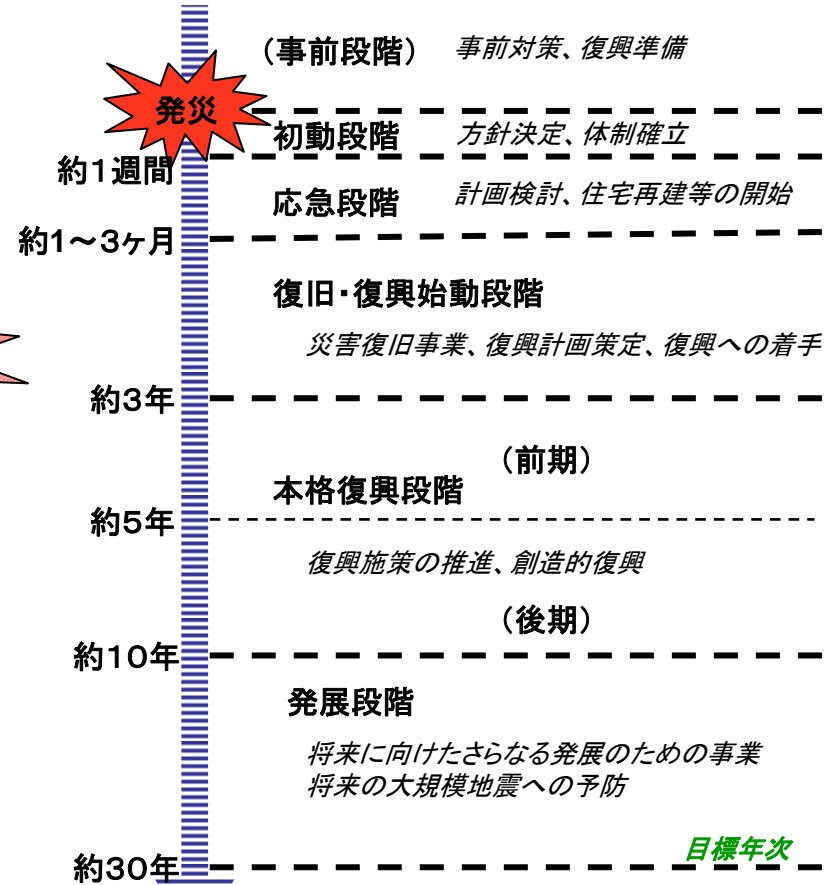 (事前段階) 事前対策、復興準備
発災
初動段階 方針決定、体制確立
約1週間
応急段階 計画検討、住宅再建等の開始
約1〜3ヶ月
復旧・復興始動段階
災害復旧事業、復興計画策定、復興への着手
約3年
(前期)
本格復興段階
約5年
復興施策の推進、創造的復興
(後期)
約10年
発展段階
将来に向けたさらなる発展のための事業
将来の大規模地震への予防
目標年次
約30年